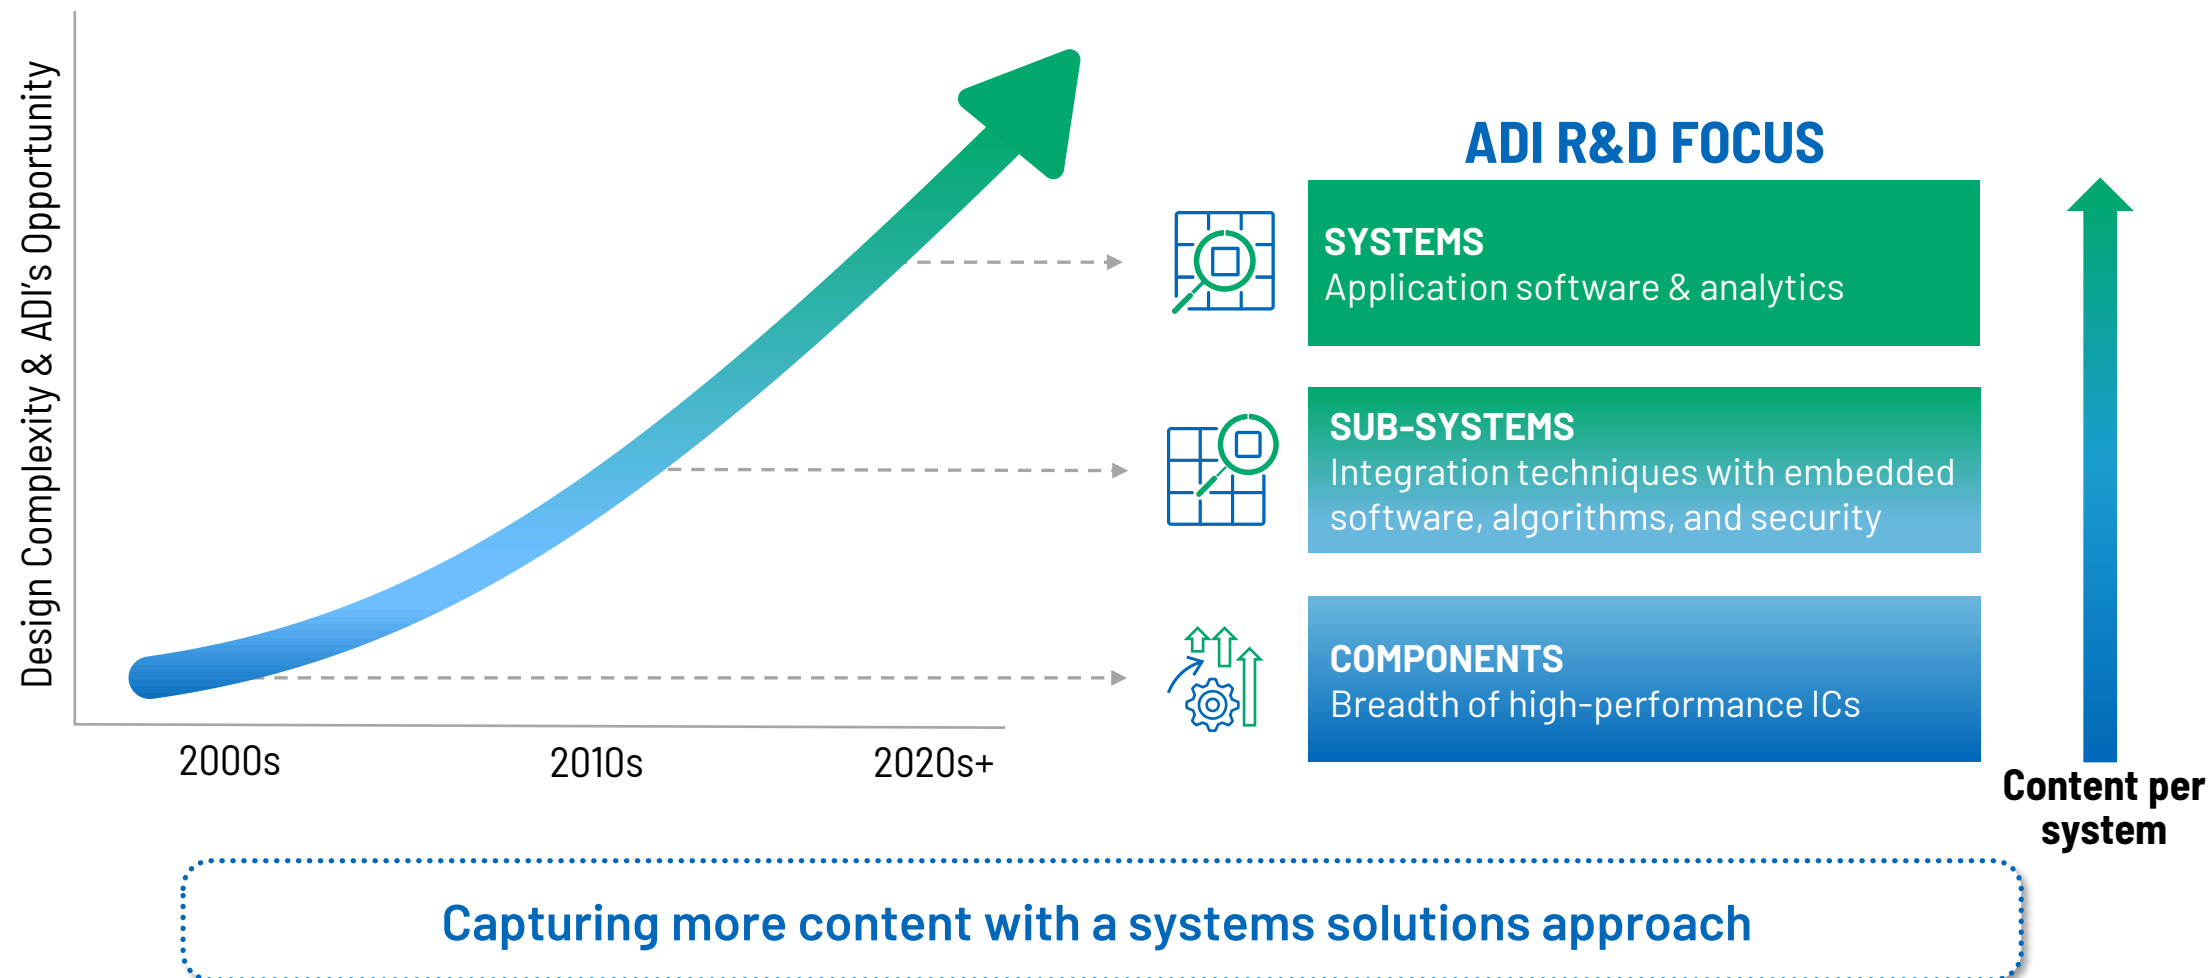 Design Complexity & ADI's Opportunity
2000s
2010s
2020s+
ADI R&D FOCUS
SYSTEMS
Application software & analytics
SUB-SYSTEMS
Integration techniques with embedded
software, algorithms, and security
COMPONENTS
Breadth of high-performance ICs
Content per
system
Capturing more content with a systems solutions approach